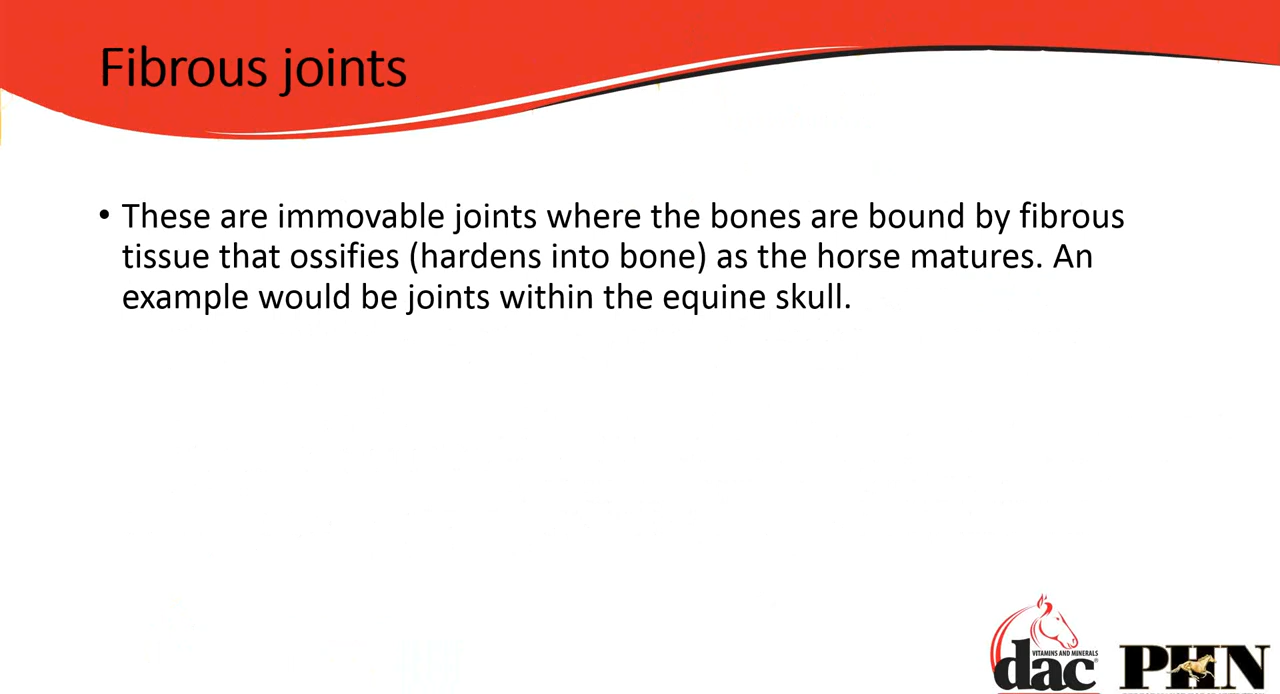 Fibrous joints
• These are immovable joints where the bones are bound by fibrous
tissue that ossifies (hardens into bone) as the horse matures. An
example would be joints within the equine skull.
VITAMINS AND MINERALS
dac®
PHN